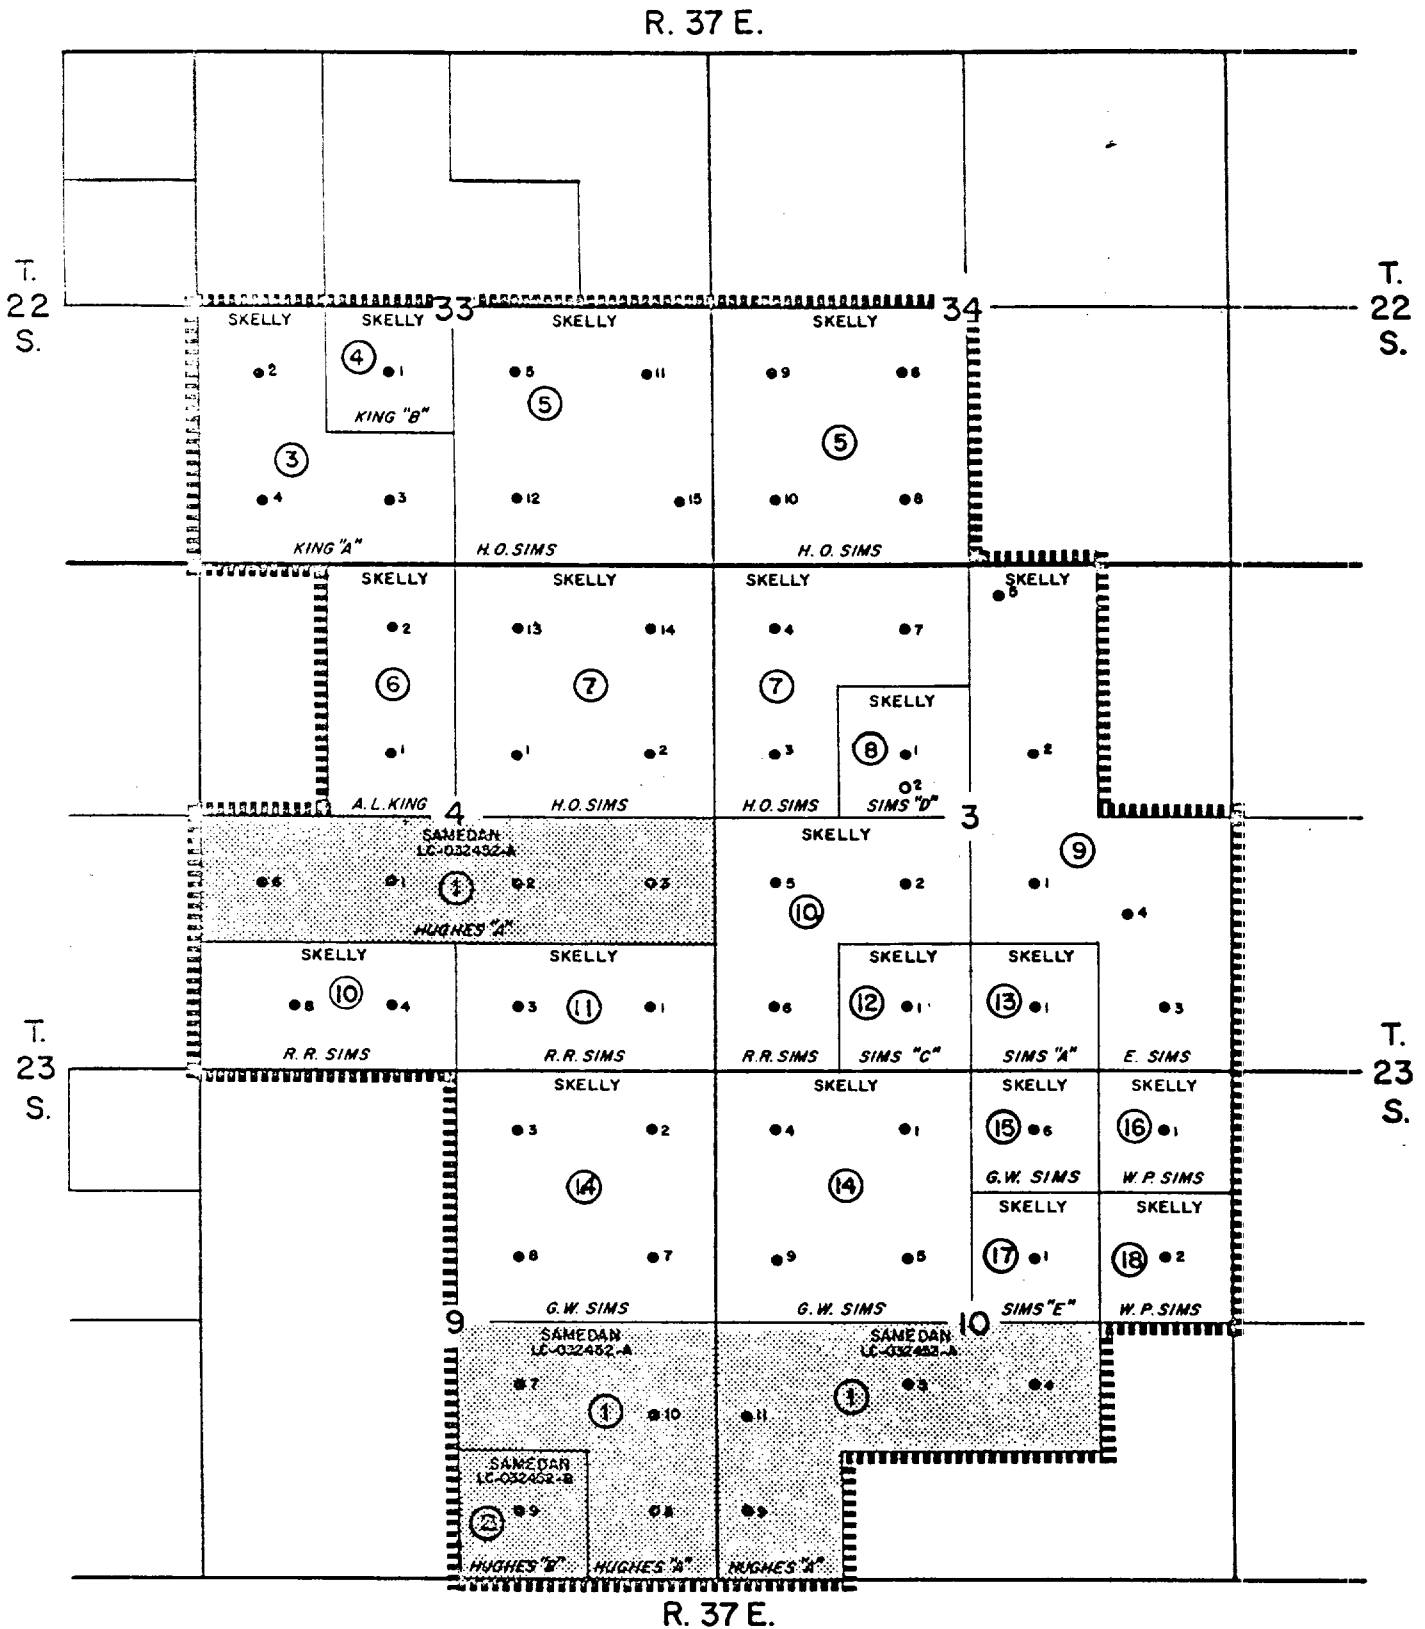 R. 37 E.
T.
22
S.
T.
22
S.
33
34
SKELLY
SKELLY
SKELLY
SKELLY
4
2
1
5
11
9
6
KING "B"
5
5
3
4
3
12
15
10
8
KING "A"
H.O. SIMS
H. O. SIMS
SKELLY
SKELLY
SKELLY
SKELLY
5
2
13
14
4
7
6
7
7
SKELLY
8
1
2
1
1
2
3
2
A. L. KING
H.O. SIMS
H.O. SIMS
SIMS "D"
4
3
SAMEDAN
LC-032452-A
SKELLY
9
6
1
1
2
3
5
2
1
10
4
HUGHES "A"
SKELLY
SKELLY
SKELLY
SKELLY
10
11
12
13
8
4
3
1
6
1
1
3
R. R. SIMS
R.R. SIMS
R.R. SIMS
SIMS "C"
SIMS "A"
E. SIMS
T.
23
S.
T.
23
S.
SKELLY
SKELLY
SKELLY
SKELLY
3
2
4
1
15
6
16
1
14
14
G.W. SIMS
W. P. SIMS
SKELLY
SKELLY
8
7
9
5
17
1
18
2
G.W. SIMS
G.W. SIMS
SIMS "E"
W. P. SIMS
9
10
SAMEDAN
LC-032452-A
SAMEDAN
LC-032452-A
7
1
10
11
1
3
4
SAMEDAN
LC-032452-B
2
9
8
9
HUGHES "B"
HUGHES "A"
HUGHES "A"
R. 37 E.